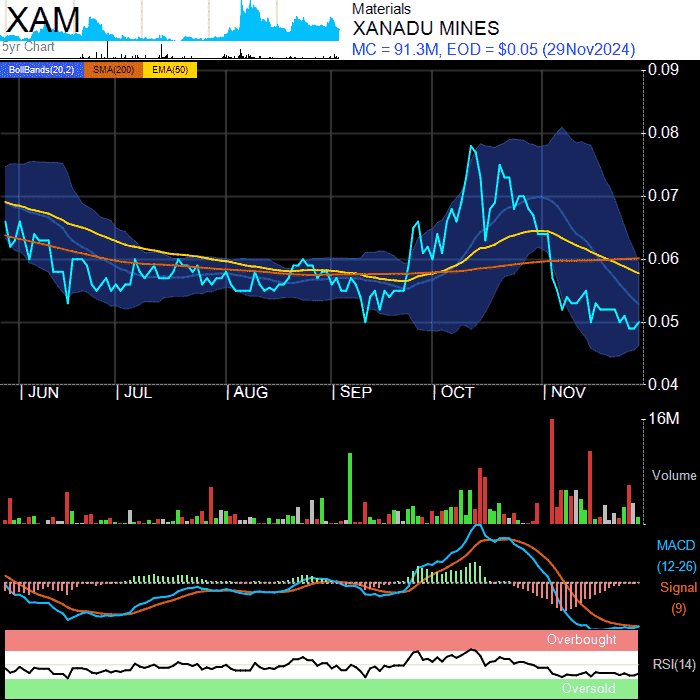 XAM
5yr Chart
Materials
XANADU MINES
MC = 91.3M, EOD = $0.05 (29Nov2024)
BollBands(20,2) SMA(200) EMA(50)
0.09
0.08
0.07
0.06
0.05
0.04
JUN JUL AUG SEP OCT NOV
16M
Volume
MACD
(12-26)
Signal
(9)
Overbought
RSI(14)
Oversold